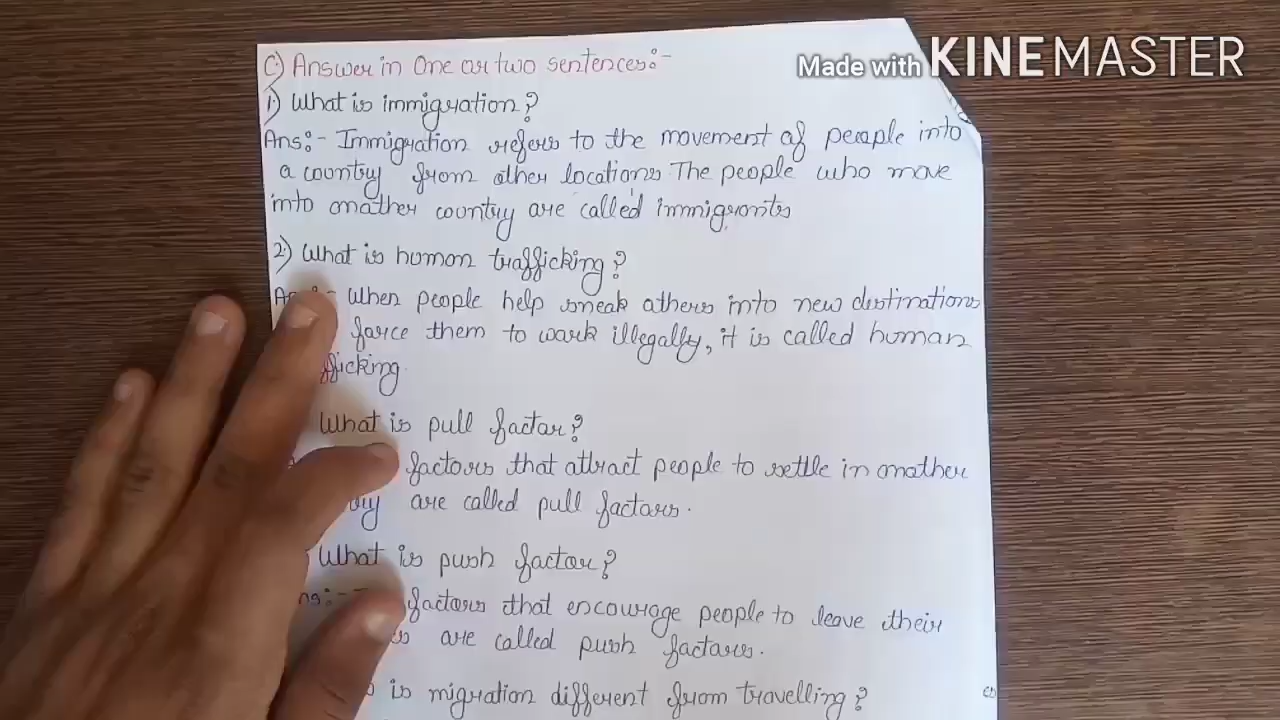 Made with KINEMASTER
C) Answer in One or two sentences:-
1) What is immigration?
Ans:- Immigration refers to the movement of people into
a country from other locations. The people who move
into another country are called immigrants
2) What is human trafficking?
When people help sneak others into new destinations
force them to work illegally, it is called human
fficking.
What is pull factor?
factors that attract people to settle in another
are called pull factors.
What is push factor?
factors that encourage people to leave their
are called push factors.
is migration different from travelling?